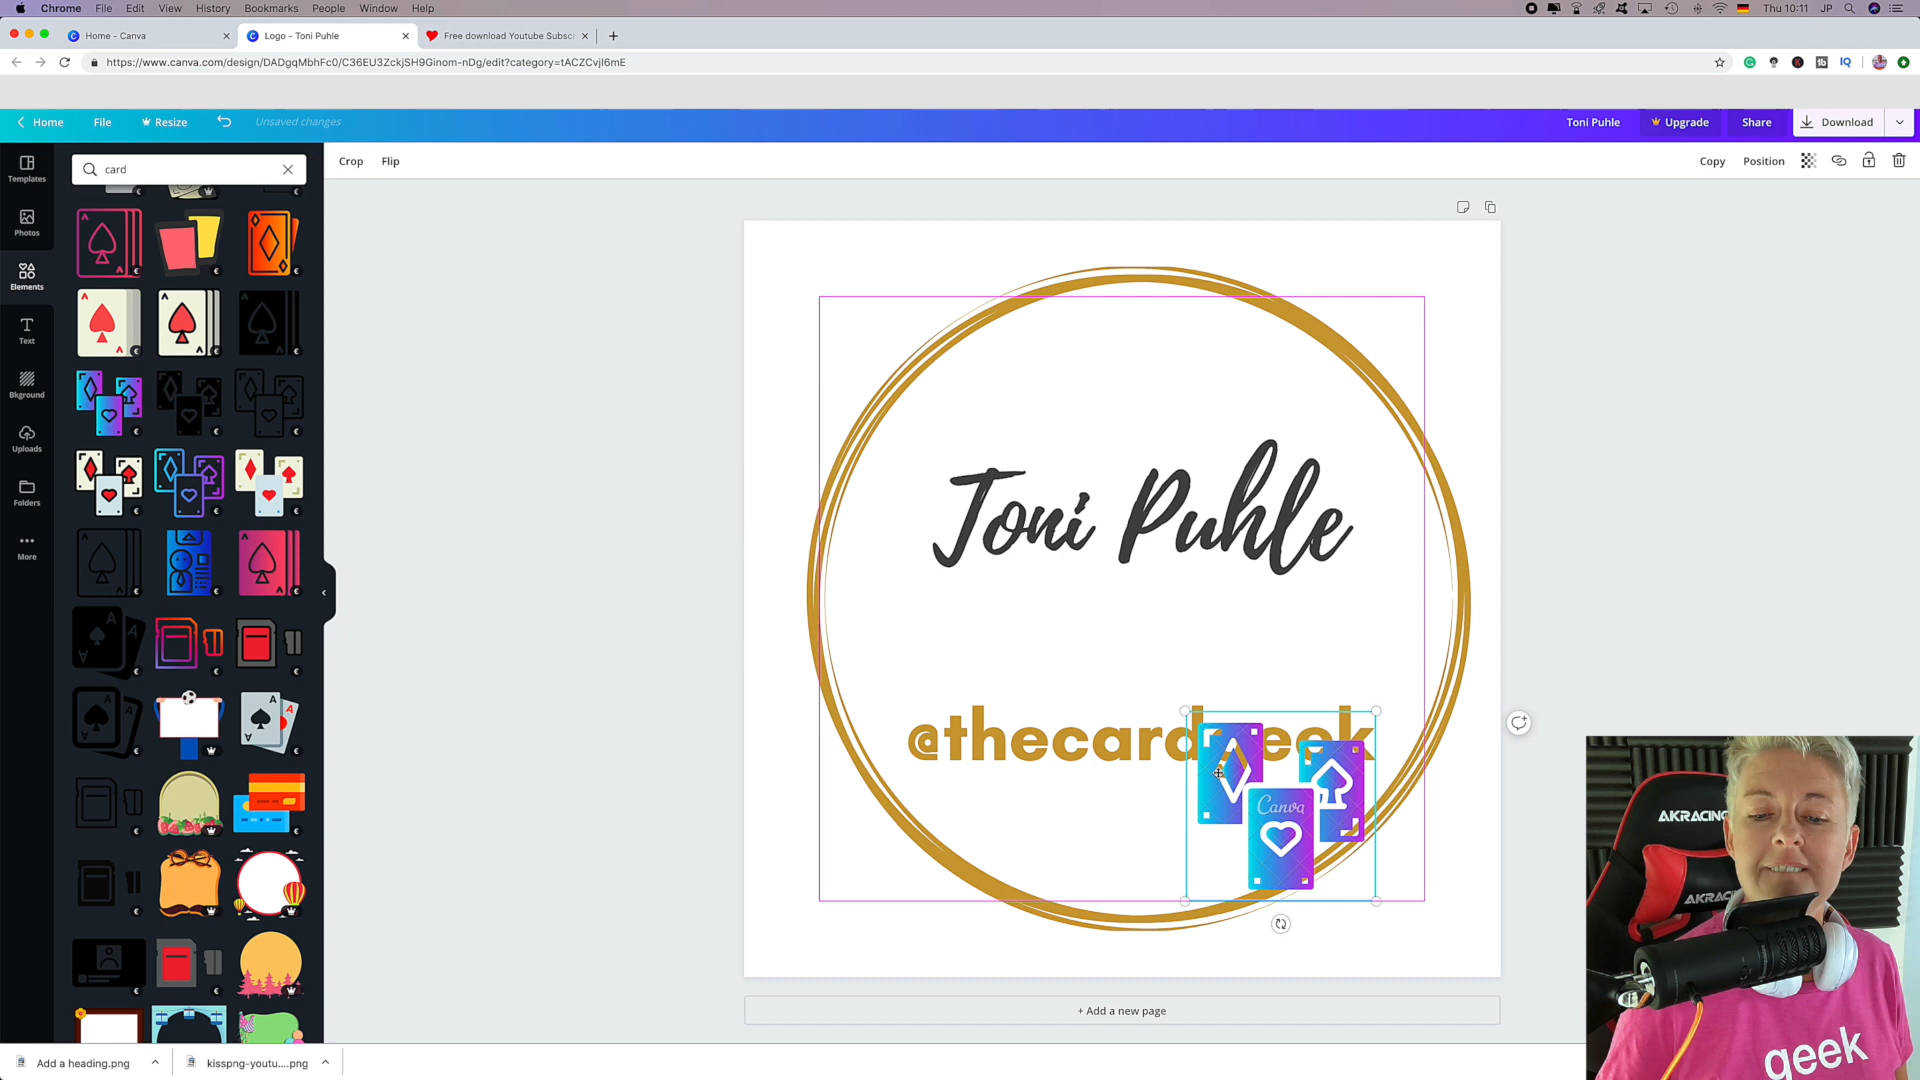 Chrome File Edit View History Bookmarks People Window Help
Thu 10:11 JP
Home - Canva
Logo - Toni Puhle
Free download Youtube Subsc
https://www.canva.com/design/DADgqMbhFc0/C36EU3ZckjSH9Ginom-nDg/edit?category=tACZCvjI6mE
Home File Resize Unsaved changes
Toni Puhle Upgrade Share Download
Templates
Photos
Elements
Text
Bkground
Uploads
Folders
More
card
Crop Flip
Copy Position
Toni Puhle
@thecardgeek
Canva
+ Add a new page
AKRACING
AKRACING
geek
Add a heading.png
kisspng-youtu....png